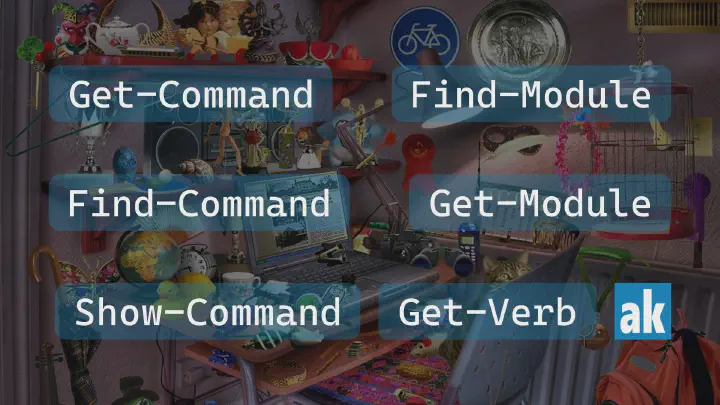 Get-Command
Find-Module
Find-Command
Get-Module
Show-Command
Get-Verb
ak